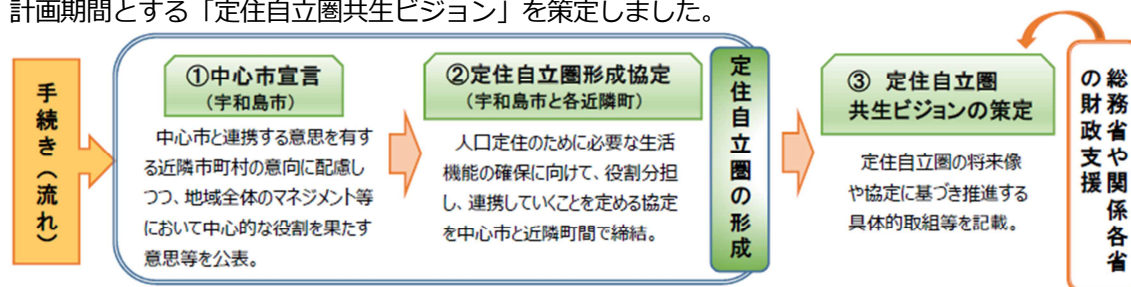 計画期間とする「定住自立圏共生ビジョン」を策定しました。
手続き（流れ）
①中心市宣言
（宇和島市）
中心市と連携する意思を有す
る近隣市町村の意向に配慮し
つつ、地域全体のマネジメント等
において中心的な役割を果たす
意思等を公表。
②定住自立圏形成協定
（宇和島市と各近隣町）
人口定住のために必要な生活
機能の確保に向けて、役割分担
し、連携していくことを定める協定
を中心市と近隣町間で締結。
定住自立圏の形成
③ 定住自立圏
共生ビジョンの策定
定住自立圏の将来像
や協定に基づき推進する
具体的取組等を記載。
総務省や関係各省
の財政支援